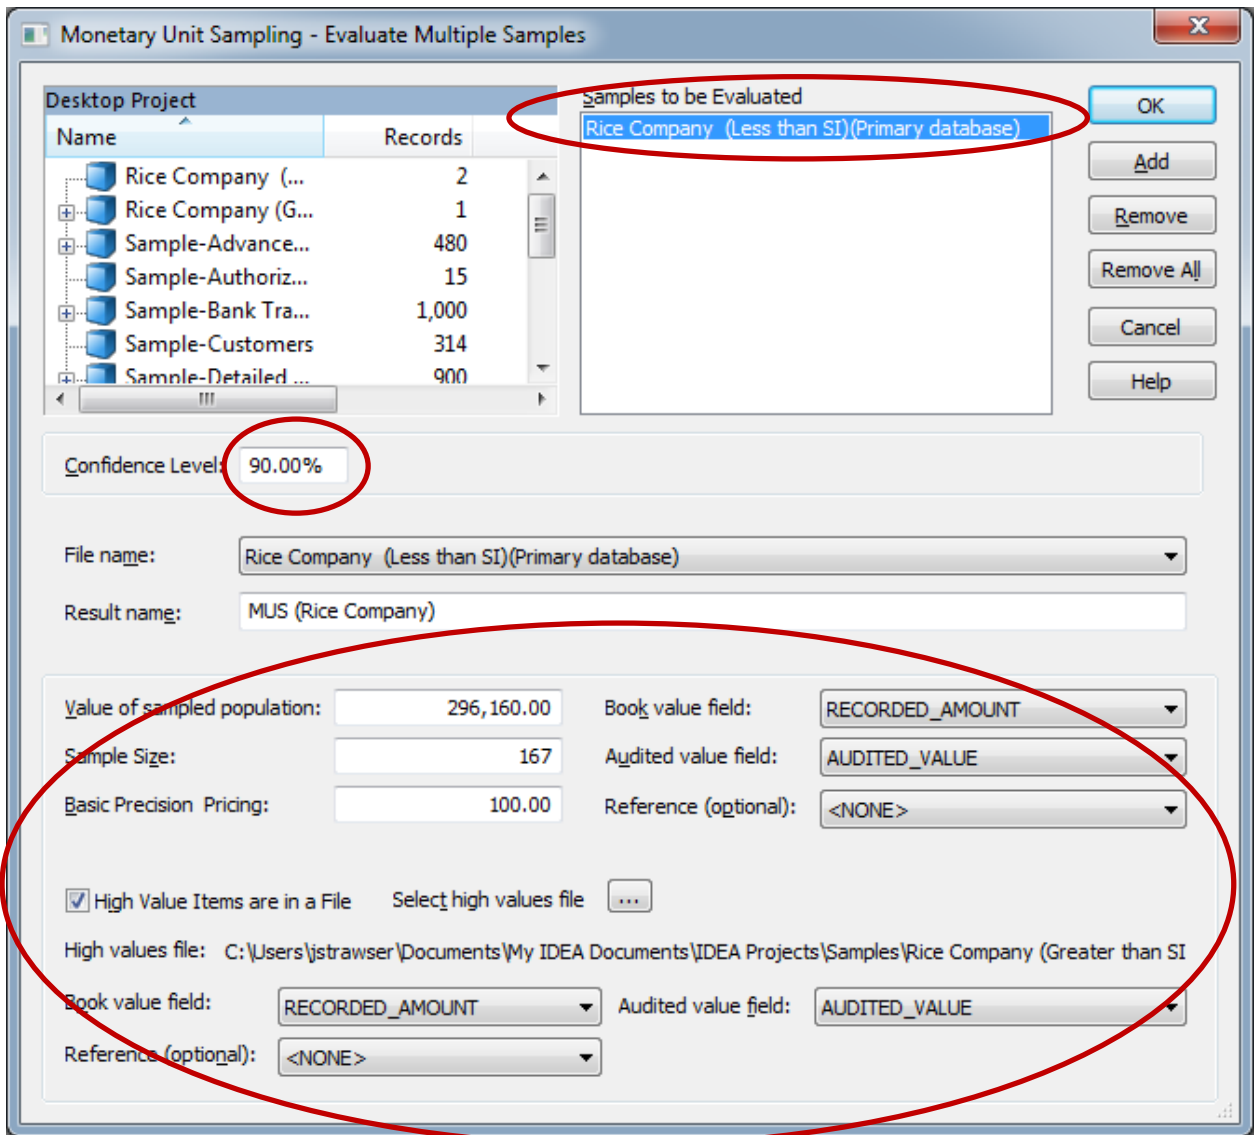 Monetary Unit Sampling - Evaluate Multiple Samples
Desktop Project
Name Records
Rice Company (... 2
Rice Company (G... 1
Sample-Advance... 480
Sample-Authoriz... 15
Sample-Bank Tra... 1,000
Sample-Customers 314
Sample-Detailed ... 900
Samples to be Evaluated
Rice Company (Less than SI)(Primary database)
OK
Add
Remove
Remove All
Cancel
Help
Confidence Level: 90.00%
File name: Rice Company (Less than SI)(Primary database)
Result name: MUS (Rice Company)
Value of sampled population: 296,160.00 Book value field: RECORDED_AMOUNT
Sample Size: 167 Audited value field: AUDITED_VALUE
Basic Precision Pricing: 100.00 Reference (optional): <NONE>
High Value Items are in a File Select high values file ...
High values file: C:\Users\jstrawser\Documents\My IDEA Documents\IDEA Projects\Samples\Rice Company (Greater than SI
Book value field: RECORDED_AMOUNT Audited value field: AUDITED_VALUE
Reference (optional): <NONE>